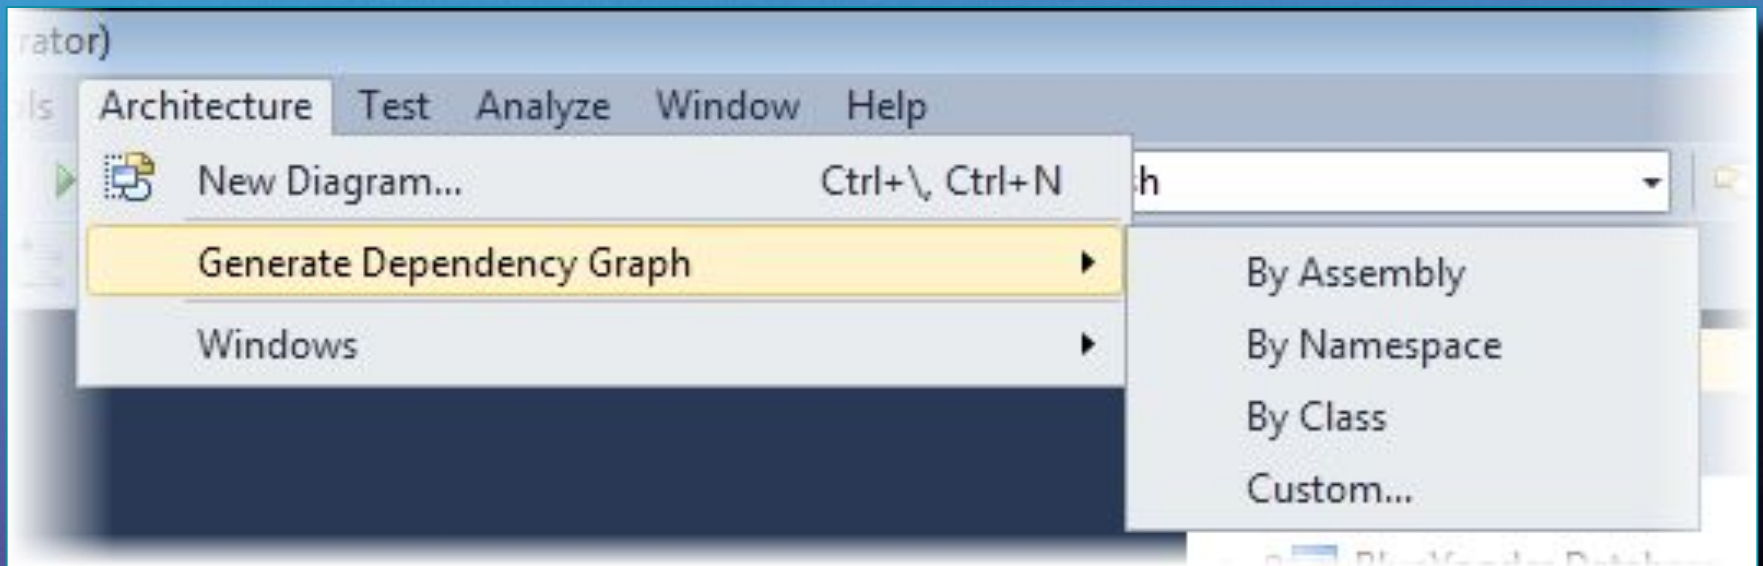 rator)
Architecture Test Analyze Window Help
New Diagram... Ctrl+\, Ctrl+N
Generate Dependency Graph
By Assembly
Windows
By Namespace
By Class
Custom...